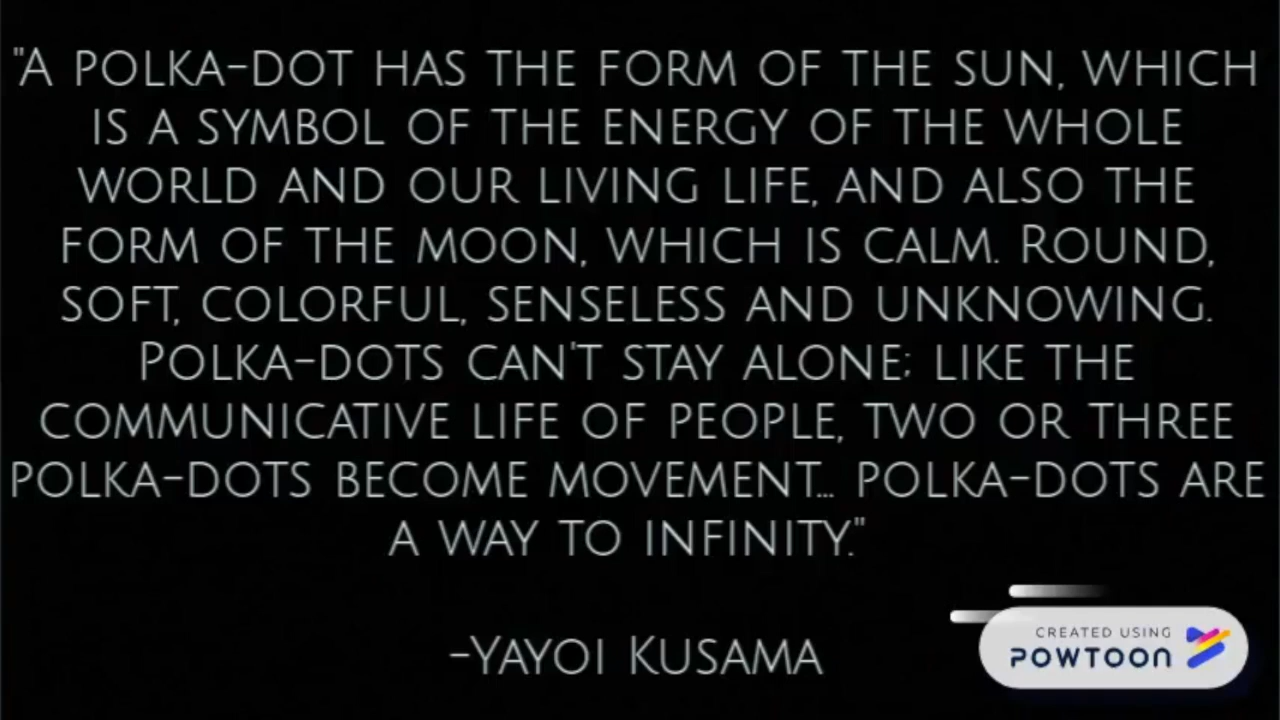 "A POLKA-DOT HAS THE FORM OF THE SUN, WHICH
IS A SYMBOL OF THE ENERGY OF THE WHOLE
WORLD AND OUR LIVING LIFE, AND ALSO THE
FORM OF THE MOON, WHICH IS CALM. ROUND,
SOFT, COLORFUL, SENSELESS AND UNKNOWING.
POLKA-DOTS CAN'T STAY ALONE; LIKE THE
COMMUNICATIVE LIFE OF PEOPLE, TWO OR THREE
POLKA-DOTS BECOME MOVEMENT... POLKA-DOTS ARE
A WAY TO INFINITY."
-YAYOI KUSAMA
CREATED USING
POWTOON